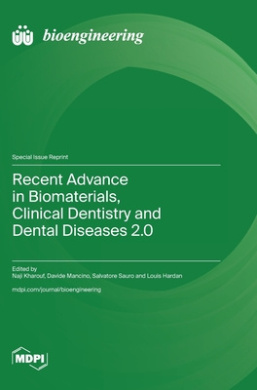 bioengineering
Special Issue Reprint
Recent Advance
in Biomaterials,
Clinical Dentistry and
Dental Diseases 2.0
Edited by
Naji Kharouf, Davide Mancino, Salvatore Sauro and Louis Hardan
mdpi.com/journal/bioengineering
MDPI